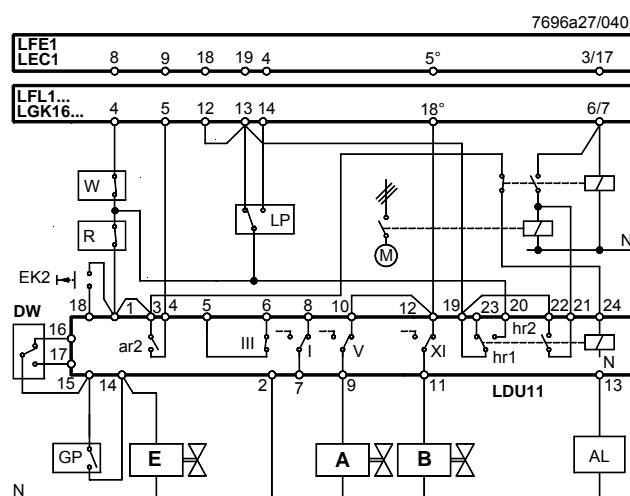 7696a27/040
LFE1
LEC1
8 9 18 19 4 5° 3/17
LFL1...
LGK16...
4 5 12 13 14 18° 6/7
W
R
LP
M
N
EK2
DW
18 1 3 4 5 6 8 10 12 19 23 20 22 21 24
16
17
ar2 III I V XI hr1 hr2 N
15 14 2 7 9 11 LDU11 13
GP E A B AL
N